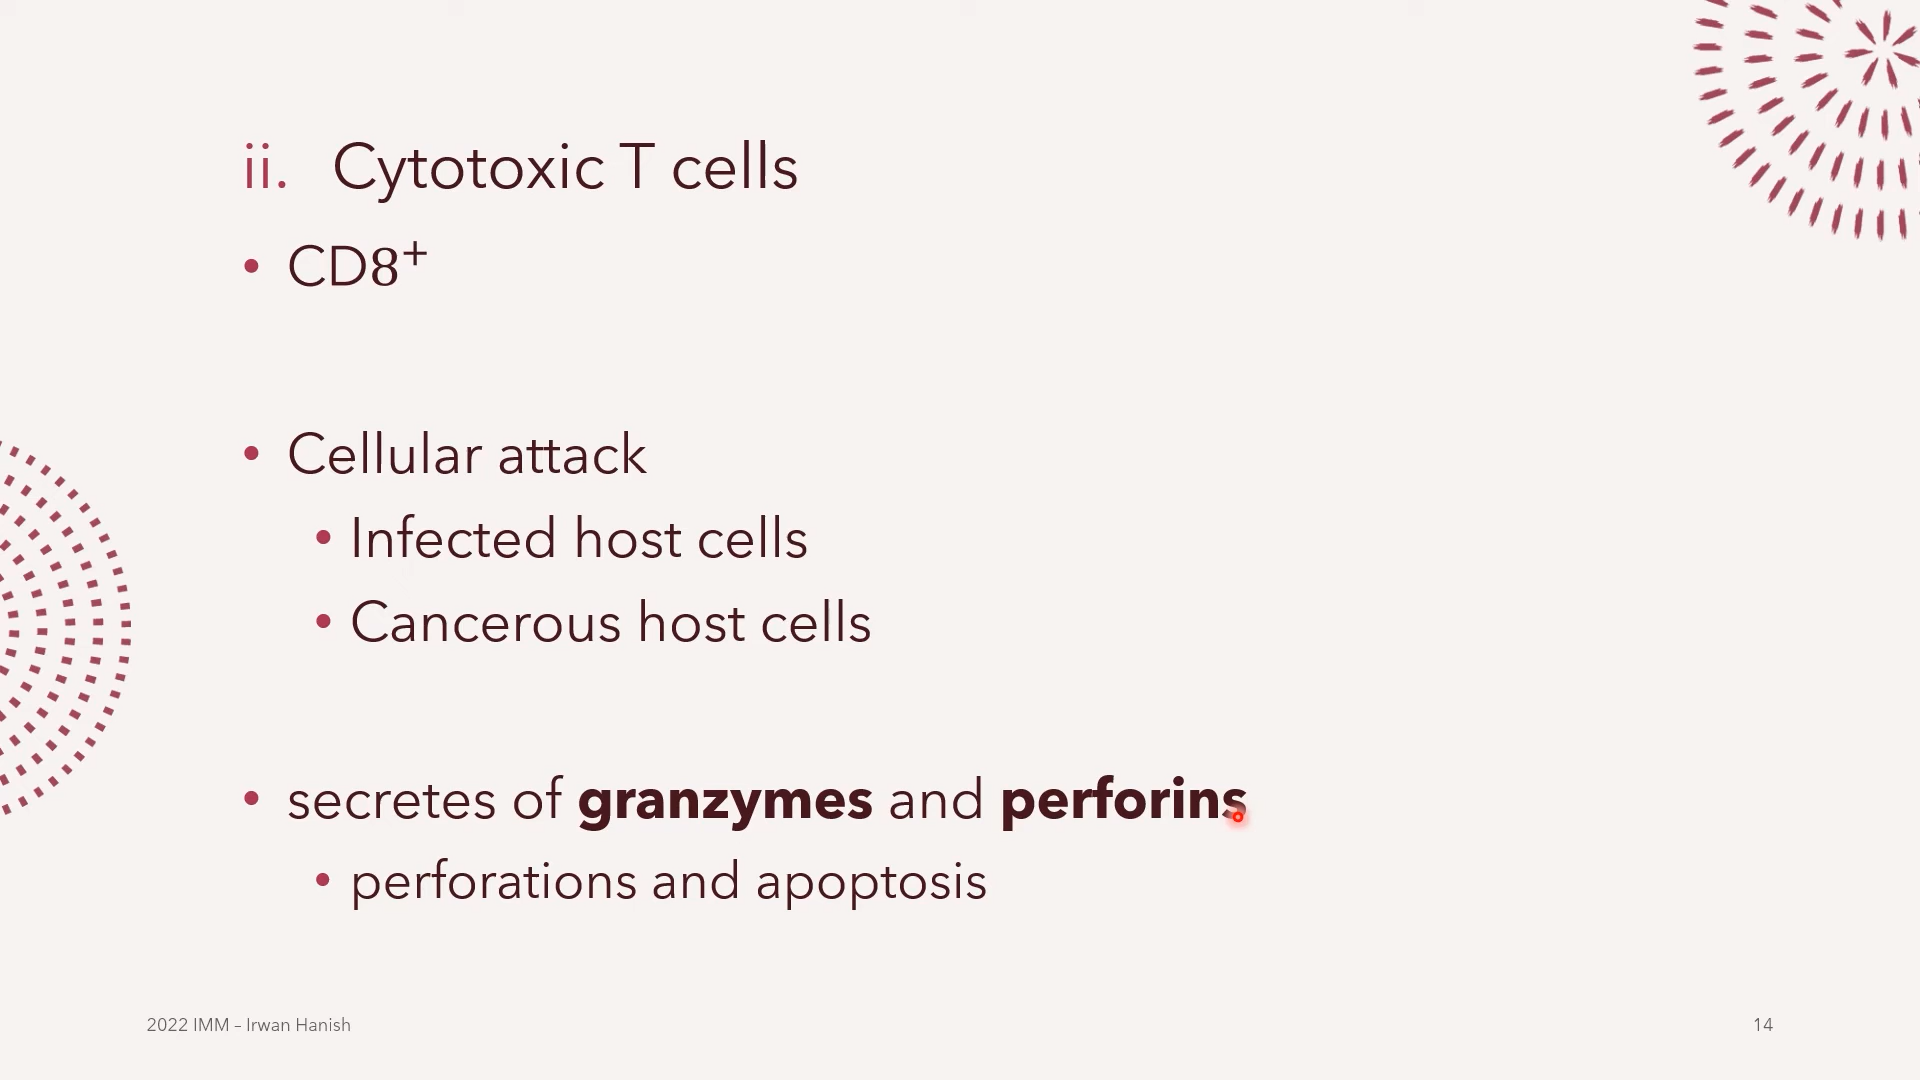 ii. Cytotoxic T cells
• CD8⁺
• Cellular attack
• Infected host cells
• Cancerous host cells
• secretes of granzymes and perforins
• perforations and apoptosis
2022 IMM – Irwan Hanish
14